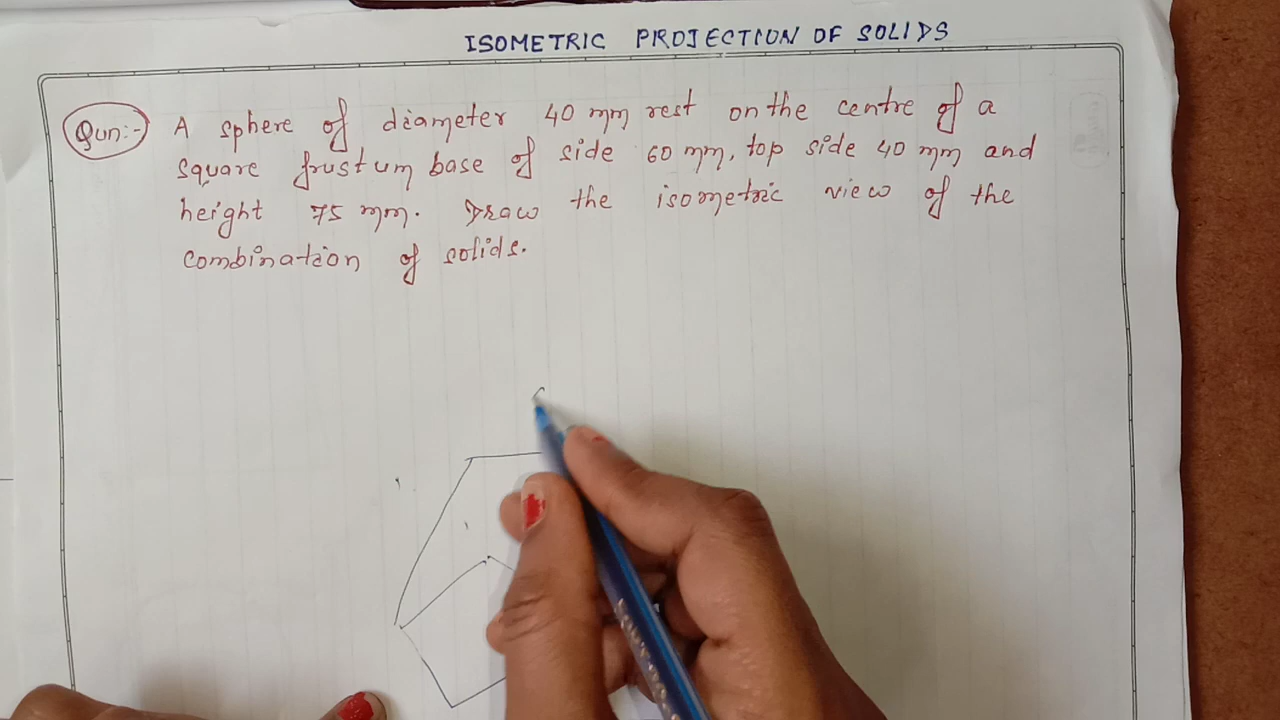 ISOMETRIC PROJECTION OF SOLIDS
Qun:- A sphere of diameter 40 mm rest on the centre of a
square frustum base of side 60 mm, top side 40 mm and
height 75 mm. Draw the isometric view of the
combination of solids.